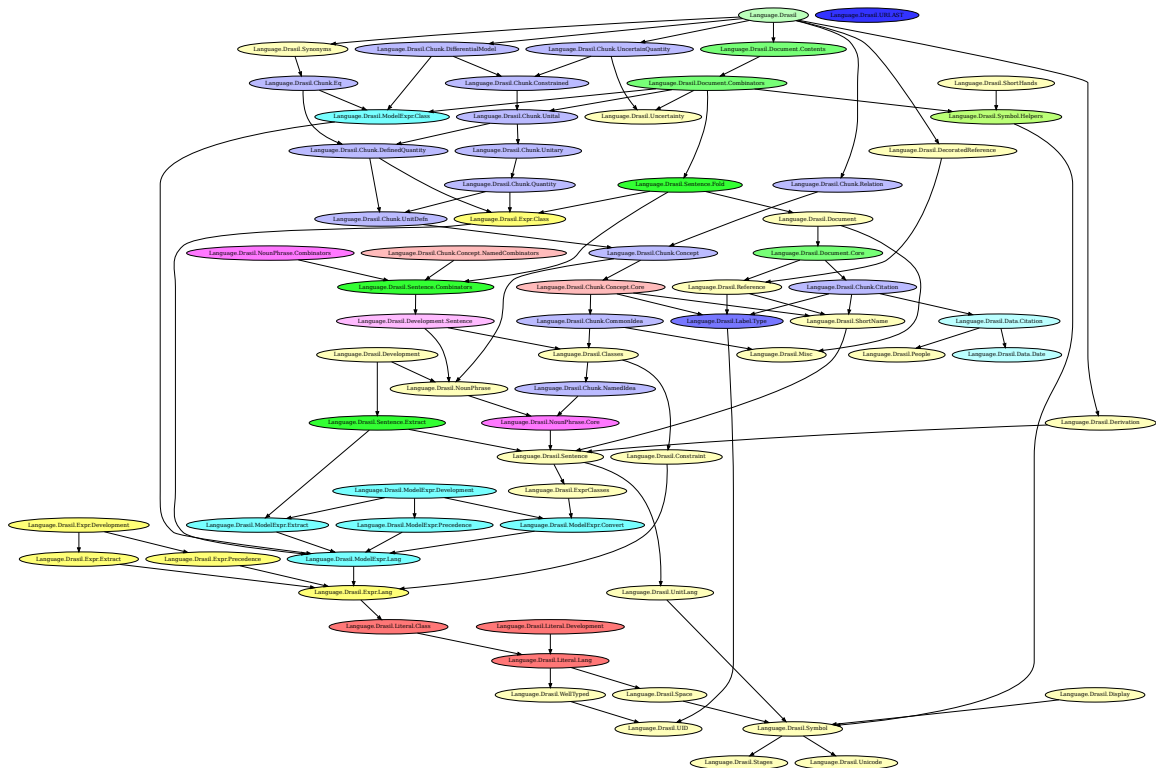 Language.Drasil
Language.Drasil.URI.AST
Language.Drasil.Synonyms
Language.Drasil.Chunk.DifferentialModel
Language.Drasil.Chunk.UncertainQuantity
Language.Drasil.Document.Contents
Language.Drasil.Chunk.Eq
Language.Drasil.Chunk.Constrained
Language.Drasil.Document.Combinators
Language.Drasil.ShortHands
Language.Drasil.ModelExpr.Class
Language.Drasil.Chunk.Unital
Language.Drasil.Uncertainty
Language.Drasil.Symbol.Helpers
Language.Drasil.Chunk.DefinedQuantity
Language.Drasil.Chunk.Unitary
Language.Drasil.DecoratedReference
Language.Drasil.Chunk.Quantity
Language.Drasil.Sentence.Fold
Language.Drasil.Chunk.Relation
Language.Drasil.Chunk.UnitDefn
Language.Drasil.Expr.Class
Language.Drasil.Document
Language.Drasil.NounPhrase.Combinators
Language.Drasil.Chunk.Concept.NamedCombinators
Language.Drasil.Chunk.Concept
Language.Drasil.Document.Core
Language.Drasil.Sentence.Combinators
Language.Drasil.Chunk.Concept.Core
Language.Drasil.Reference
Language.Drasil.Chunk.Citation
Language.Drasil.Development.Sentence
Language.Drasil.Chunk.CommonIdea
Language.Drasil.Label.Type
Language.Drasil.ShortName
Language.Drasil.Data.Citation
Language.Drasil.Development
Language.Drasil.Classes
Language.Drasil.Misc
Language.Drasil.People
Language.Drasil.Data.Date
Language.Drasil.NounPhrase
Language.Drasil.Chunk.NamedIdea
Language.Drasil.Sentence.Extract
Language.Drasil.NounPhrase.Core
Language.Drasil.Derivation
Language.Drasil.Sentence
Language.Drasil.Constraint
Language.Drasil.ModelExpr.Development
Language.Drasil.ExprClasses
Language.Drasil.Expr.Development
Language.Drasil.ModelExpr.Extract
Language.Drasil.ModelExpr.Precedence
Language.Drasil.ModelExpr.Convert
Language.Drasil.Expr.Extract
Language.Drasil.Expr.Precedence
Language.Drasil.ModelExpr.Lang
Language.Drasil.Expr.Lang
Language.Drasil.UnitLang
Language.Drasil.Literal.Class
Language.Drasil.Literal.Development
Language.Drasil.Literal.Lang
Language.Drasil.WellTyped
Language.Drasil.Space
Language.Drasil.Display
Language.Drasil.UID
Language.Drasil.Symbol
Language.Drasil.Stages
Language.Drasil.Unicode